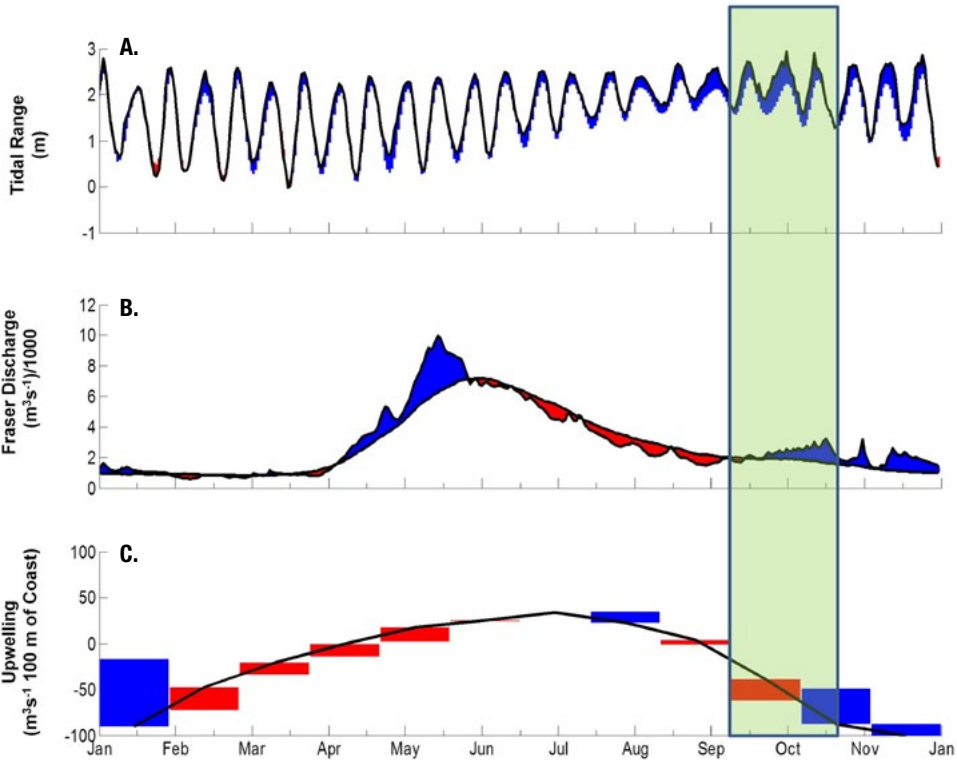 A.
Tidal Range
(m)
3
2
1
0
-1
B.
Fraser Discharge
(m³s⁻¹)/1000
12
10
8
6
4
2
0
C.
Upwelling
(m³s⁻¹ 100 m of Coast)
100
50
0
-50
-100
Jan Feb Mar Apr May Jun Jul Aug Sep Oct Nov Jan